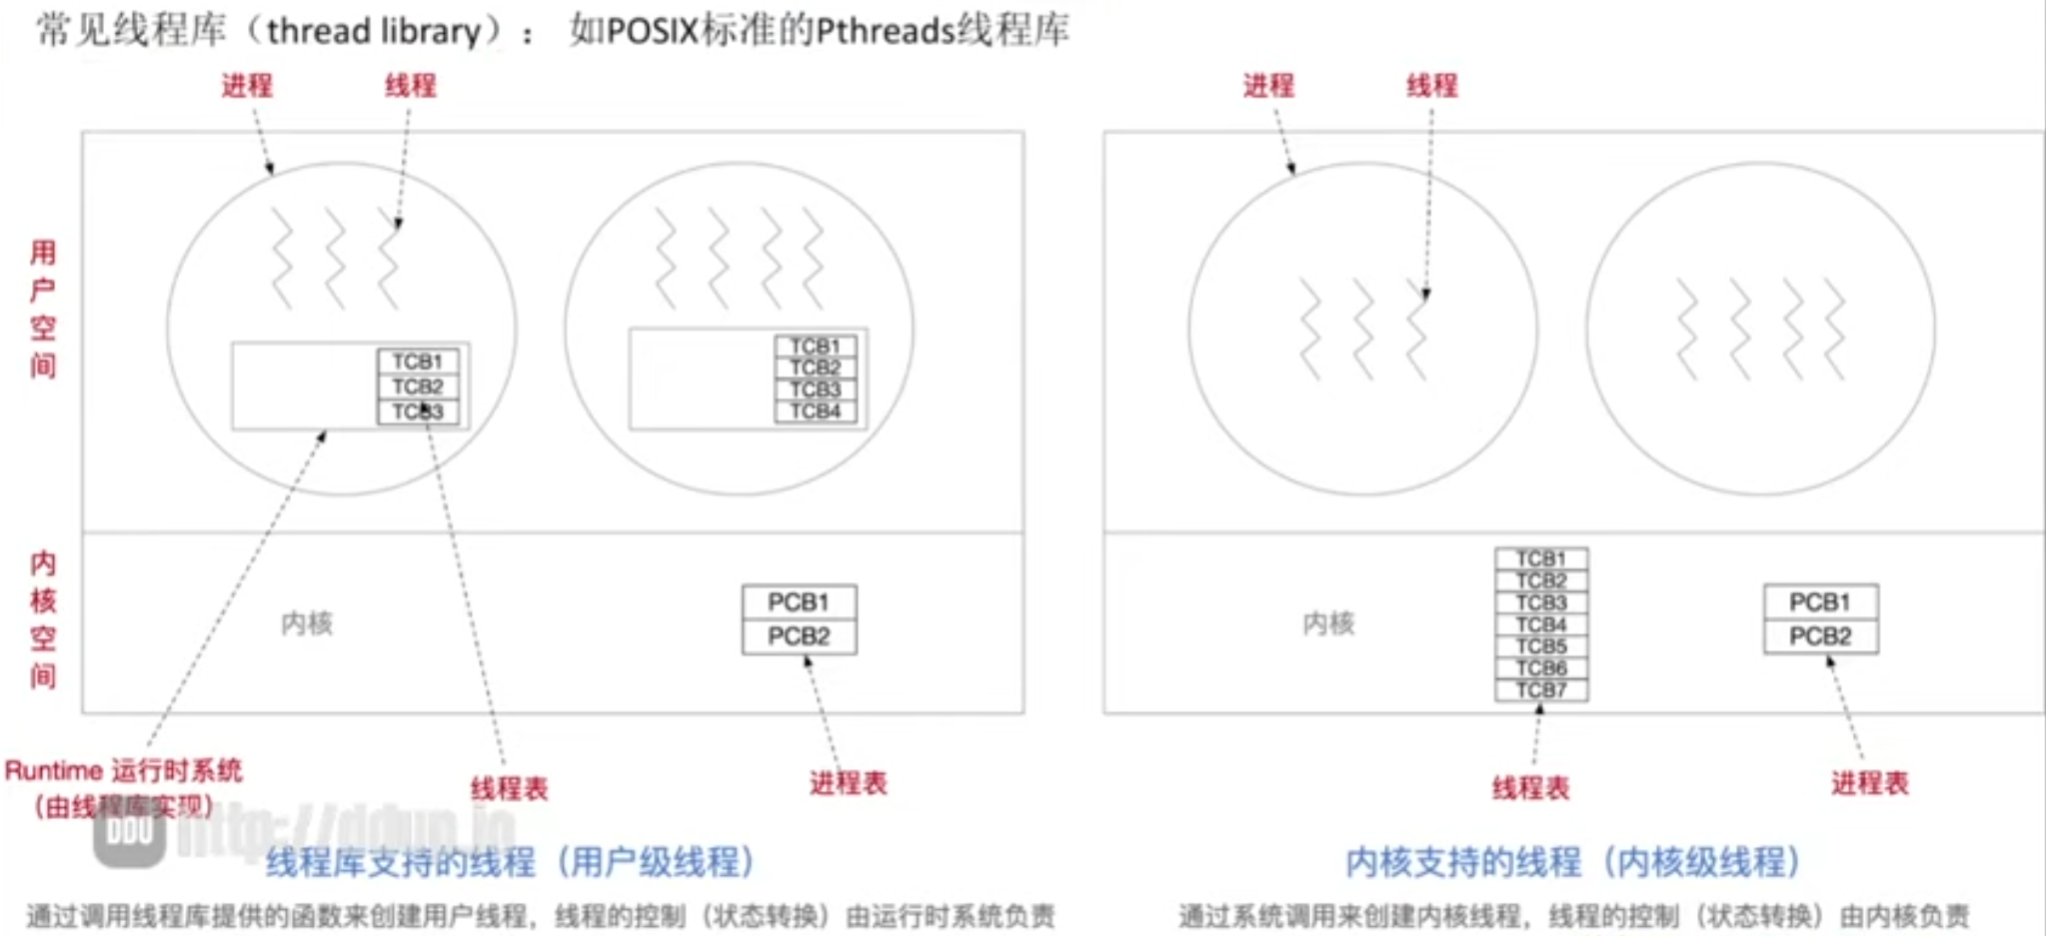 常见线程库（thread library）： 如POSIX标准的Pthreads线程库
进程 线程
进程 线程
用户空间
TCB1
TCB2
TCB3
TCB1
TCB2
TCB3
TCB4
内核空间
内核
PCB1
PCB2
内核
TCB1
TCB2
TCB3
TCB4
TCB5
TCB6
TCB7
PCB1
PCB2
Runtime 运行时系统
（由线程库实现）
线程表
进程表
线程表
进程表
DDU http://ddup.io
线程库支持的线程（用户级线程）
通过调用线程库提供的函数来创建用户线程，线程的控制（状态转换）由运行时系统负责
内核支持的线程（内核级线程）
通过系统调用来创建内核线程，线程的控制（状态转换）由内核负责